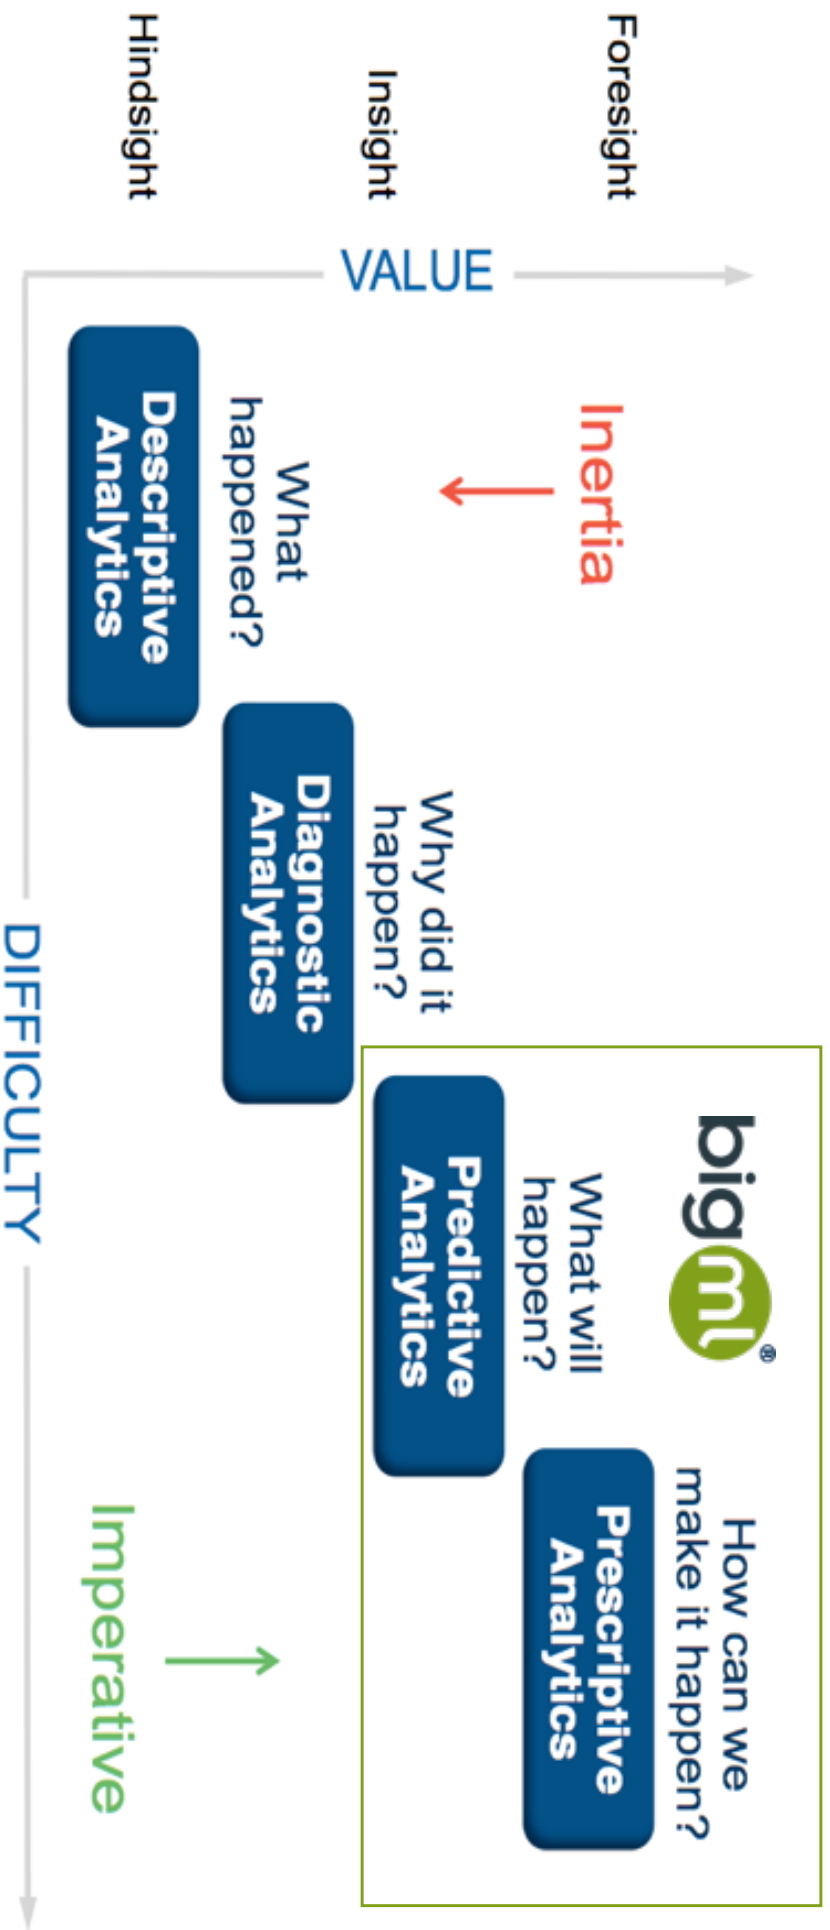 Foresight
Insight
Hindsight
VALUE
Inertia
What
happened?
Descriptive
Analytics
Why did it
happen?
Diagnostic
Analytics
bigml®
What will
happen?
Predictive
Analytics
How can we
make it happen?
Prescriptive
Analytics
Imperative
DIFFICULTY